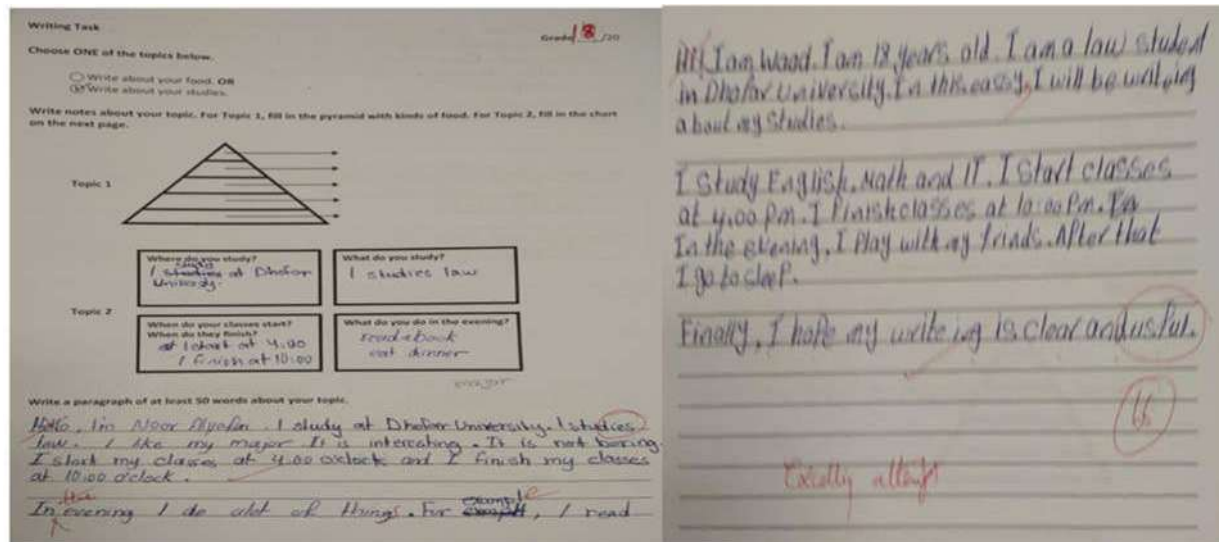 Writing Task
Grade 18 /20
Choose ONE of the topics below.
Write about your food. OR
Write about your studies.
Write notes about your topic. For Topic 1, fill in the pyramid with kinds of food. For Topic 2, fill in the chart
on the next page.
Topic 1
Where do you study?
I at Dhofar
What do you study?
I studies law
Topic 2
When do your classes start?
When do they finish?
I start at 4:00
I finish at 10:00
What do you do in the evening?
read a book
eat dinner
major
Write a paragraph of at least 50 words about your topic.
Hello, I'm Noor . I study at Dhofar University. I studies
law. I like my major. It is interesting. It is not boring.
I start my classes at 4.00 o'clock and I finish my classes
at 10:00 o'clock.
the
In evening I do alot of things. For example, I read
Hi I am Waad. I am 18 years old. I am a law student
in Dhofar University. In this eassy, I will be writing
about my studies.
I study English, Math and IT. I start classes
at 4,00 Pm. I finish classes at 10:00 Pm.
In the evening, I Play with my frinds. After that
I go to sleep.
Finally, I hope my writeing is clear and usful.